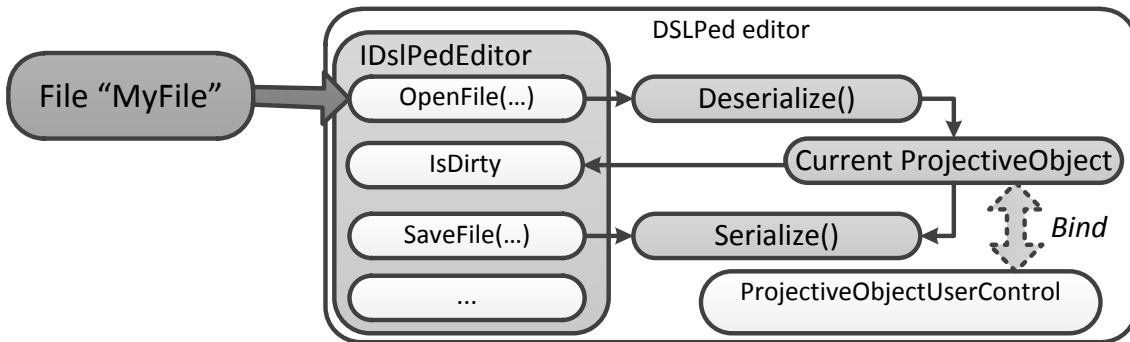 DSLPed editor
IDslPedEditor
File “MyFile”
OpenFile(...)
Deserialize()
IsDirty
Current ProjectiveObject
SaveFile(...)
Serialize()
Bind
...
ProjectiveObjectUserControl